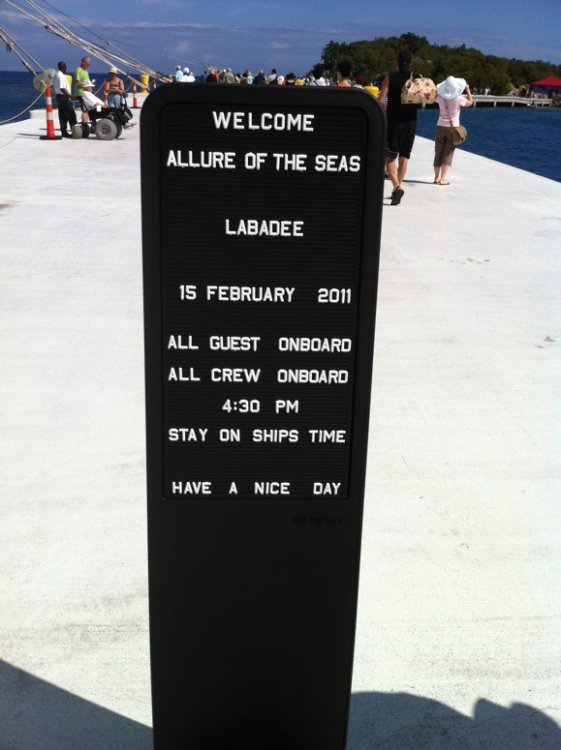 WELCOME
ALLURE OF THE SEAS
LABADEE
15 FEBRUARY 2011
ALL GUEST ONBOARD
ALL CREW ONBOARD
4:30 PM
STAY ON SHIPS TIME
HAVE A NICE DAY